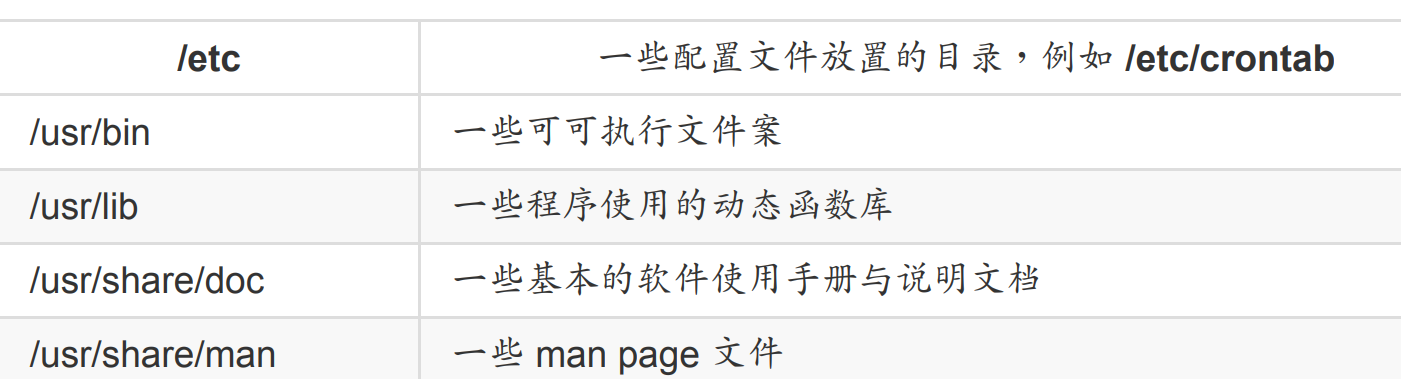 /etc 一些配置文件放置的目录,例如 /etc/crontab
/usr/bin 一些可可执行文件案
/usr/lib 一些程序使用的动态函数库
/usr/share/doc 一些基本的软件使用手册与说明文档
/usr/share/man 一些 man page 文件